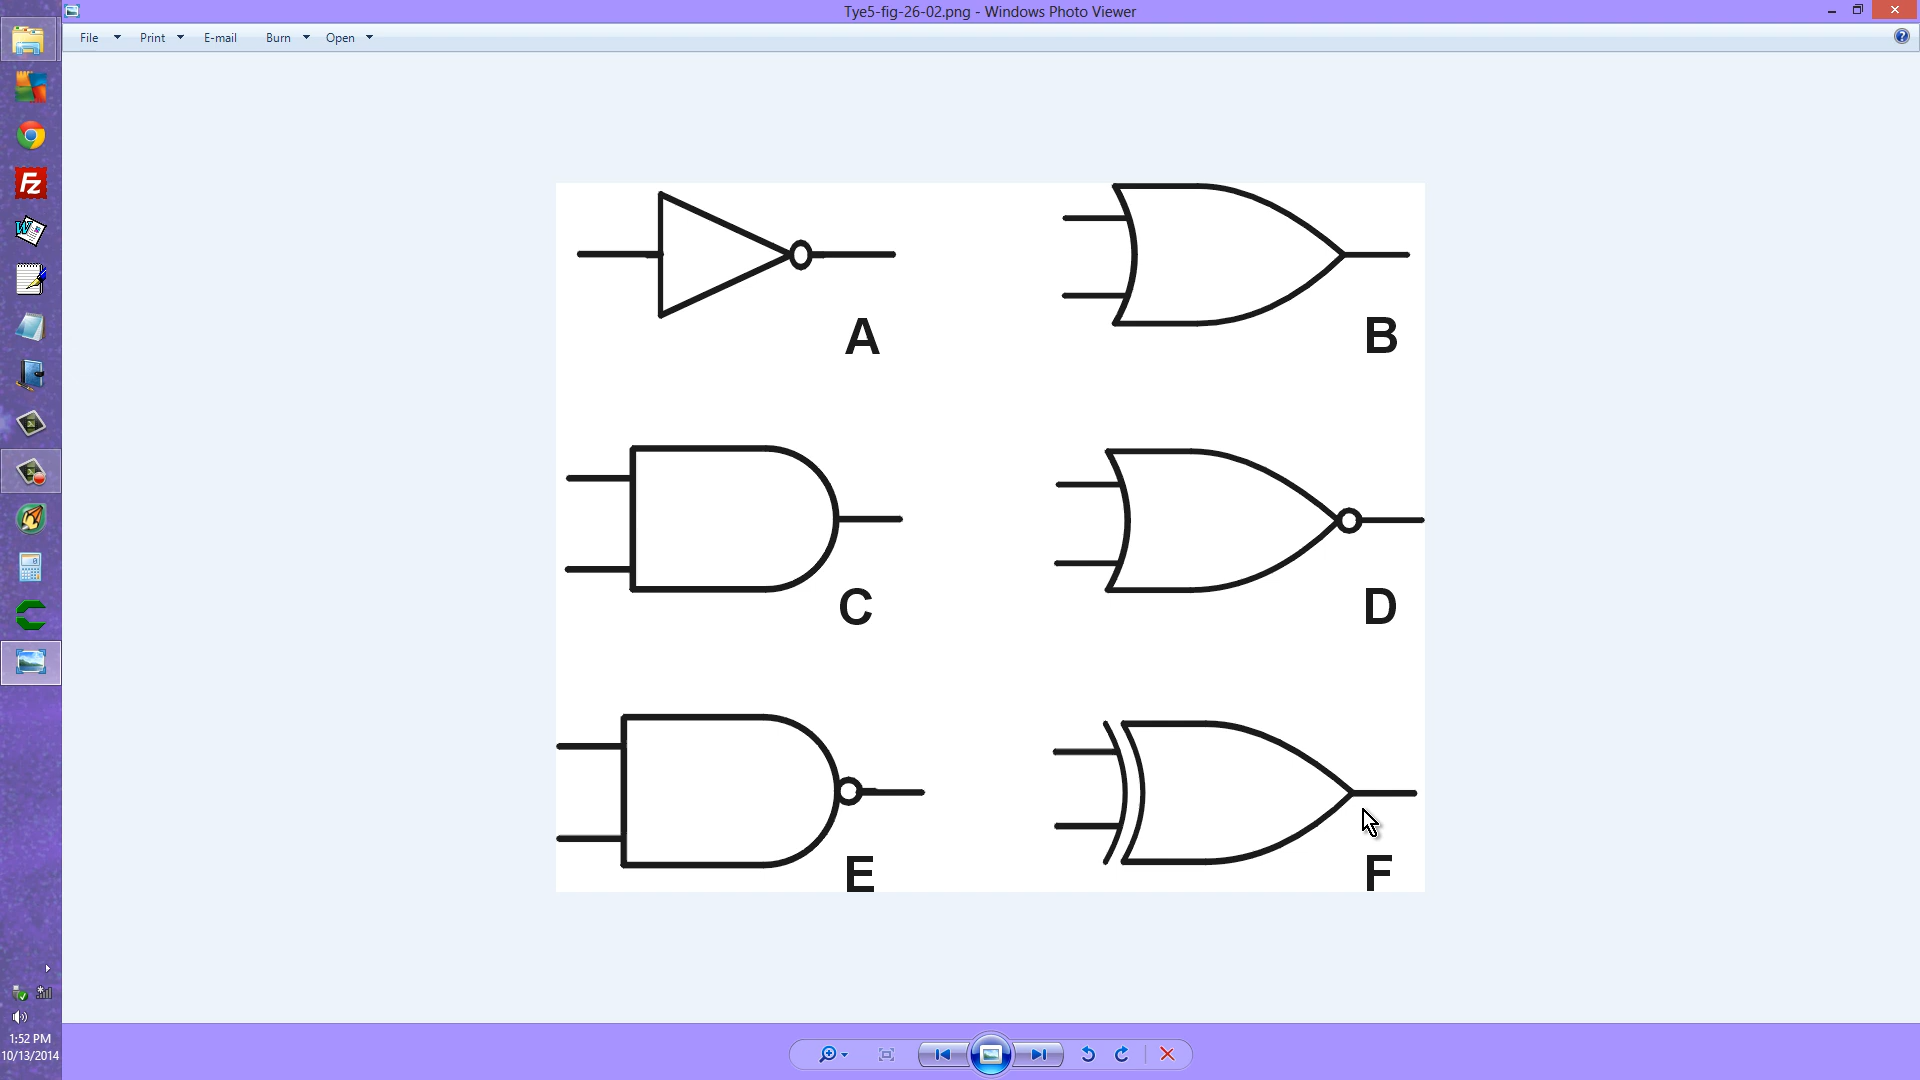 Tye5-fig-26-02.png - Windows Photo Viewer
File Print E-mail Burn Open
A
B
C
D
E
F
1:52 PM
10/13/2014